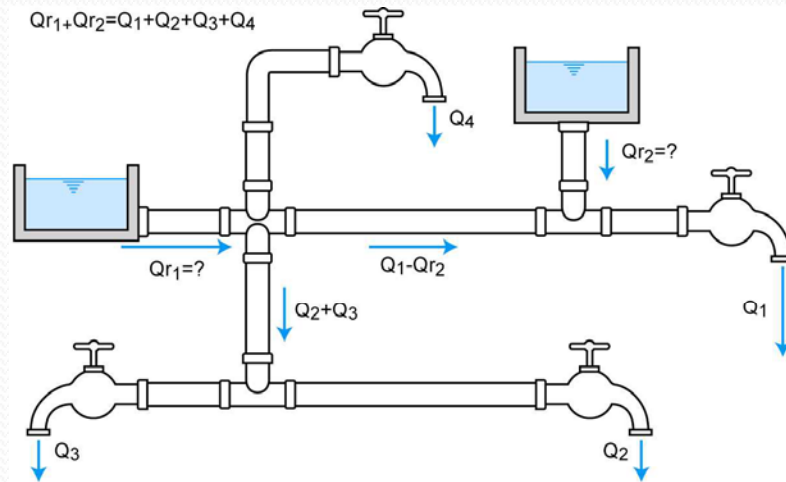 Qr₁₊Qr₂=Q₁+Q₂+Q₃+Q₄
Q₄
Qr₂=?
Qr₁=?
Q₁-Qr₂
Q₂+Q₃
Q₁
Q₃
Q₂